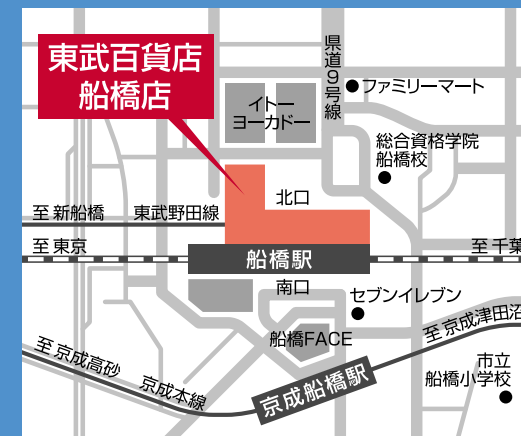 東武百貨店
船橋店
県道9号線
ファミリーマート
イトー
ヨーカドー
総合資格学院
船橋校
北口
至 新船橋
東武野田線
至 東京
船橋駅
至 千葉
南口
セブンイレブン
船橋FACE
至 京成津田沼
至 京成高砂
京成本線
京成船橋駅
市立
船橋小学校